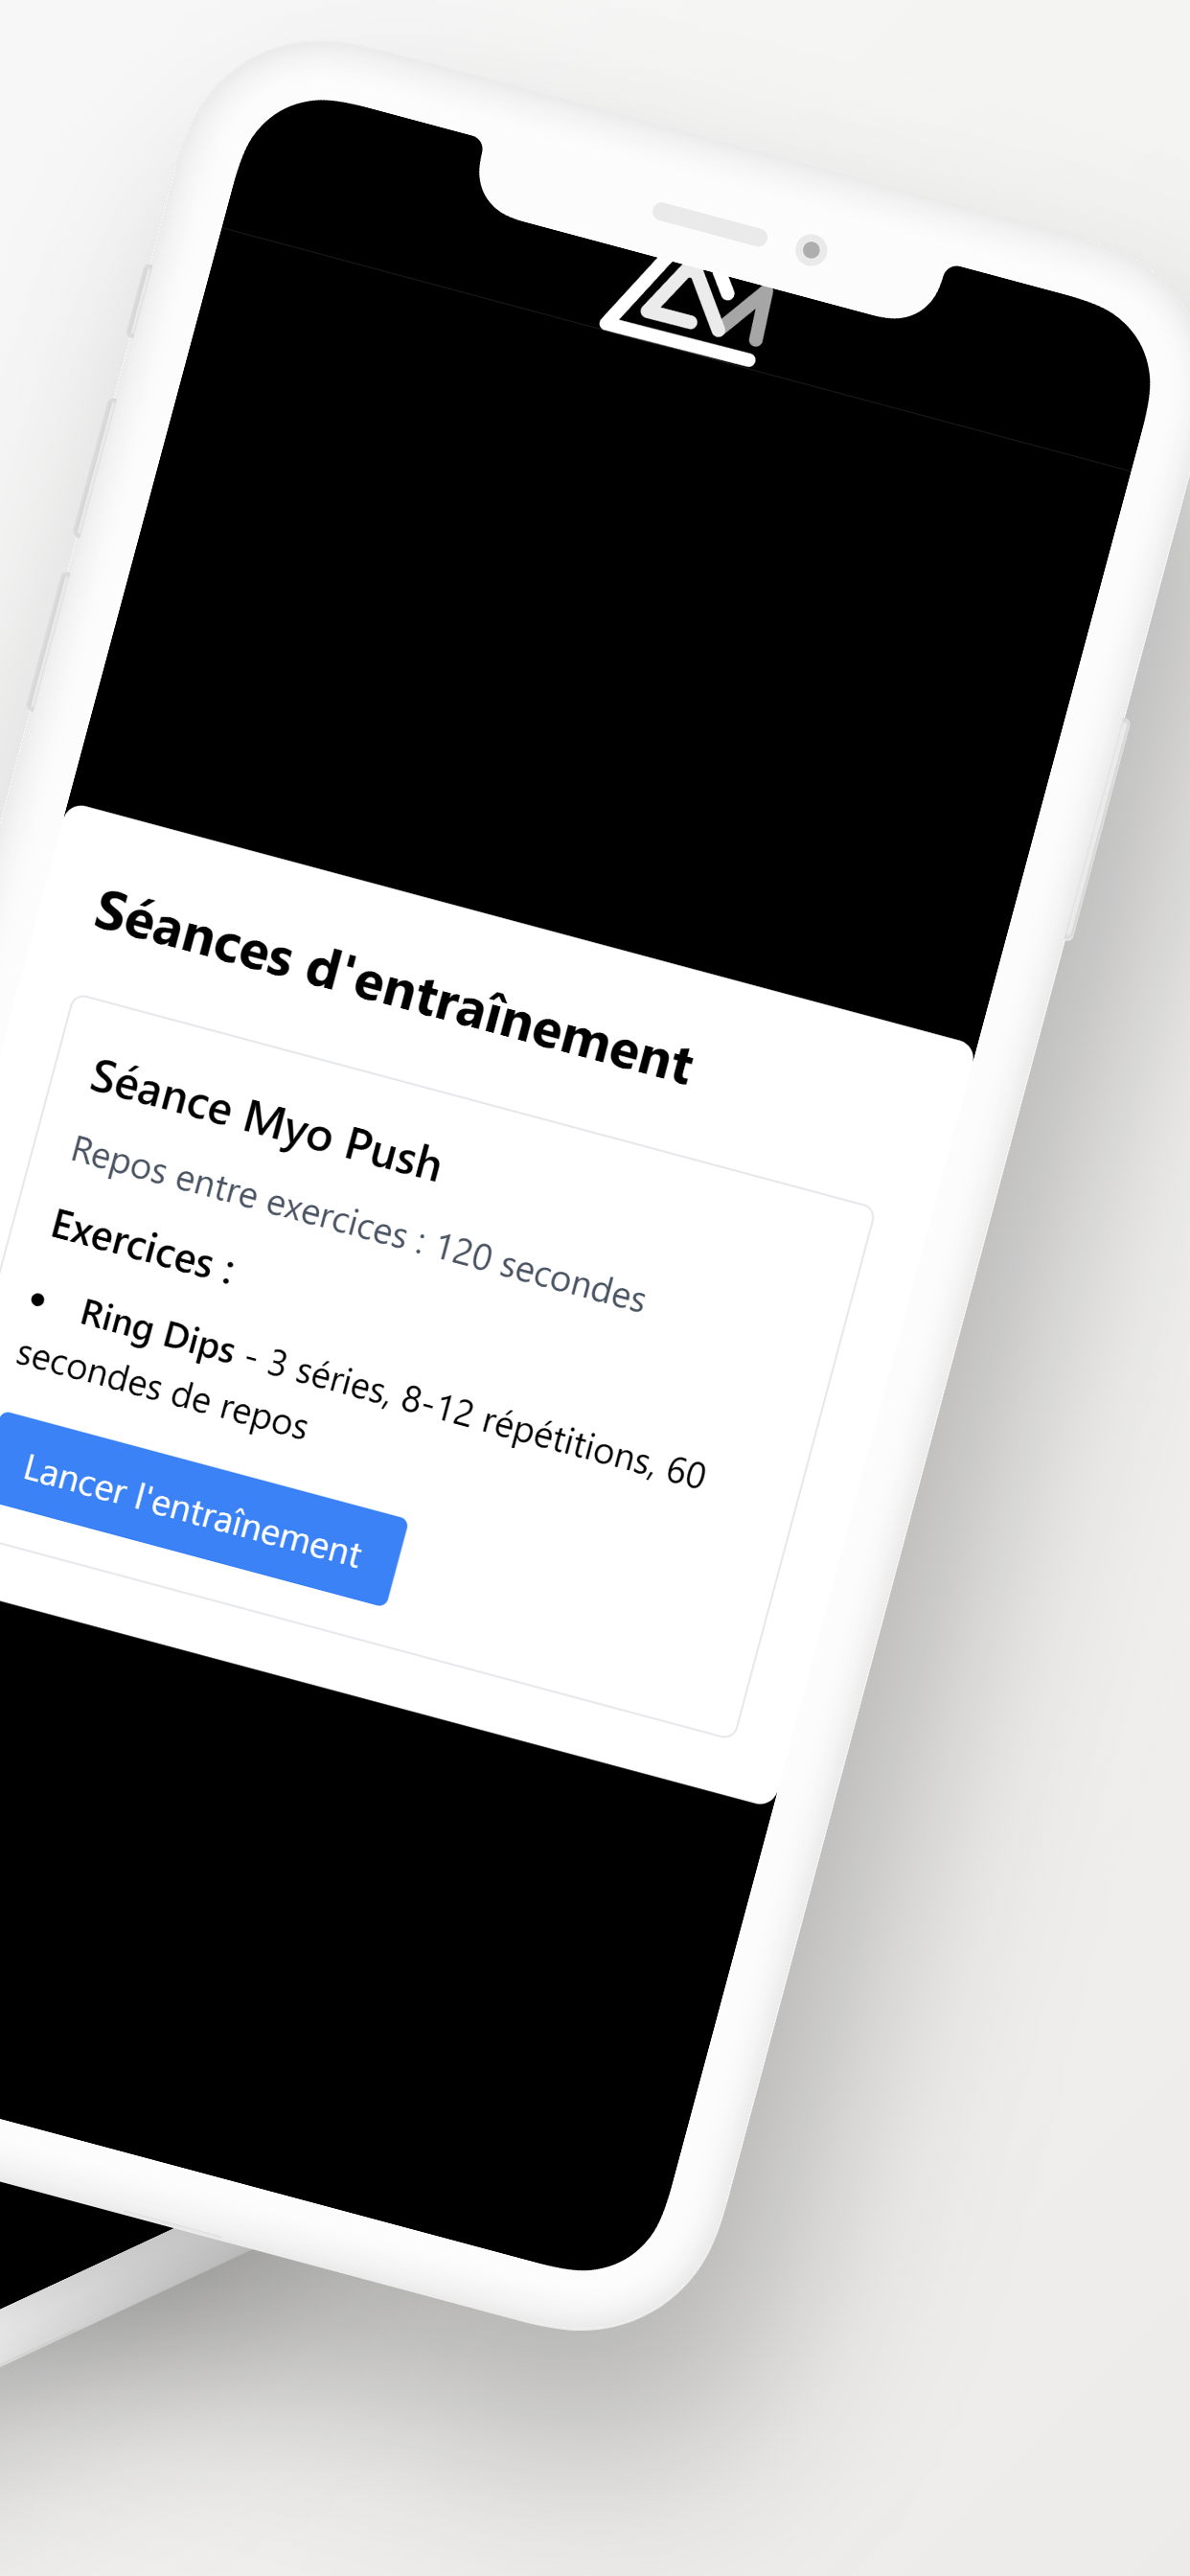 Séances d'entraînement
Séance Myo Push
Repos entre exercices : 120 secondes
Exercices :
• Ring Dips - 3 séries, 8-12 répétitions, 60
secondes de repos
Lancer l'entraînement